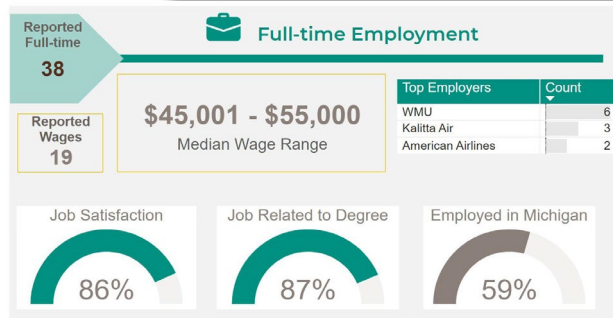 Reported
Full-time
38
Full-time Employment
Reported
Wages
19
$45,001 - $55,000
Median Wage Range
Top Employers Count
WMU 6
Kalitta Air 3
American Airlines 2
Job Satisfaction
86%
Job Related to Degree
87%
Employed in Michigan
59%